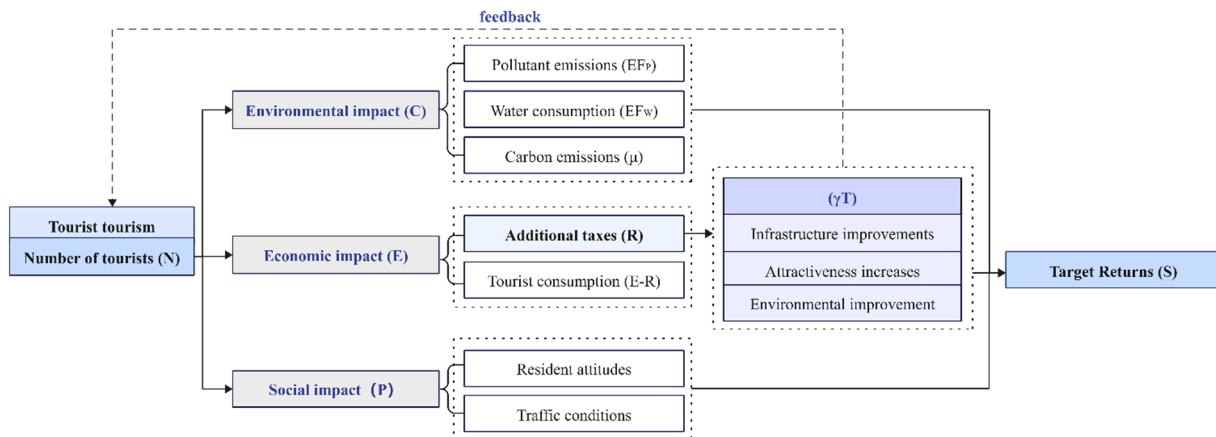 feedback
Pollutant emissions (EFP)
Environmental impact (C)
Water consumption (EFW)
Carbon emissions (μ)
Tourist tourism
Number of tourists (N)
Economic impact (E)
Additional taxes (R)
Tourist consumption (E-R)
(γT)
Infrastructure improvements
Attractiveness increases
Environmental improvement
Target Returns (S)
Social impact (P)
Resident attitudes
Traffic conditions